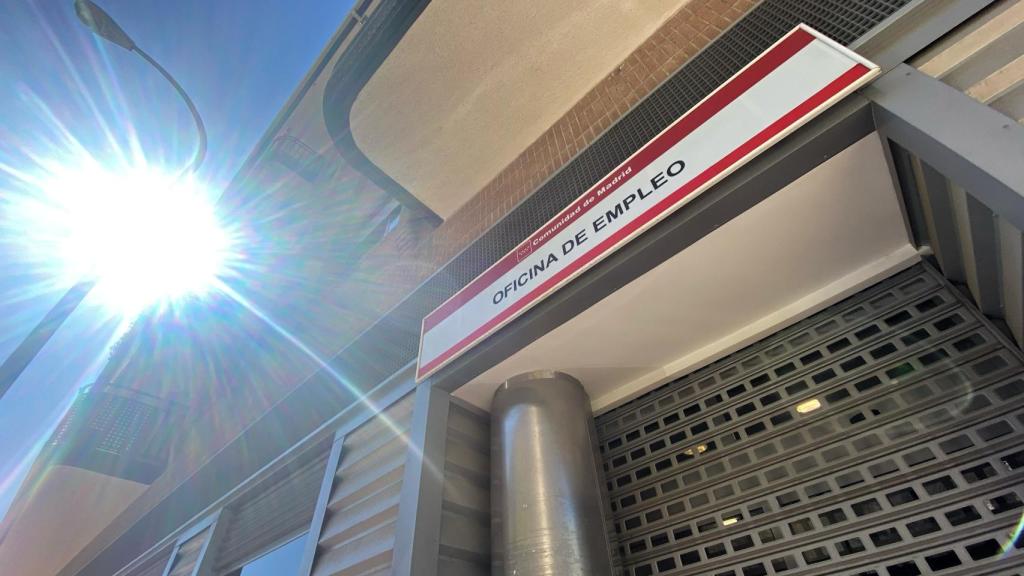 Comunidad de Madrid
OFICINA DE EMPLEO